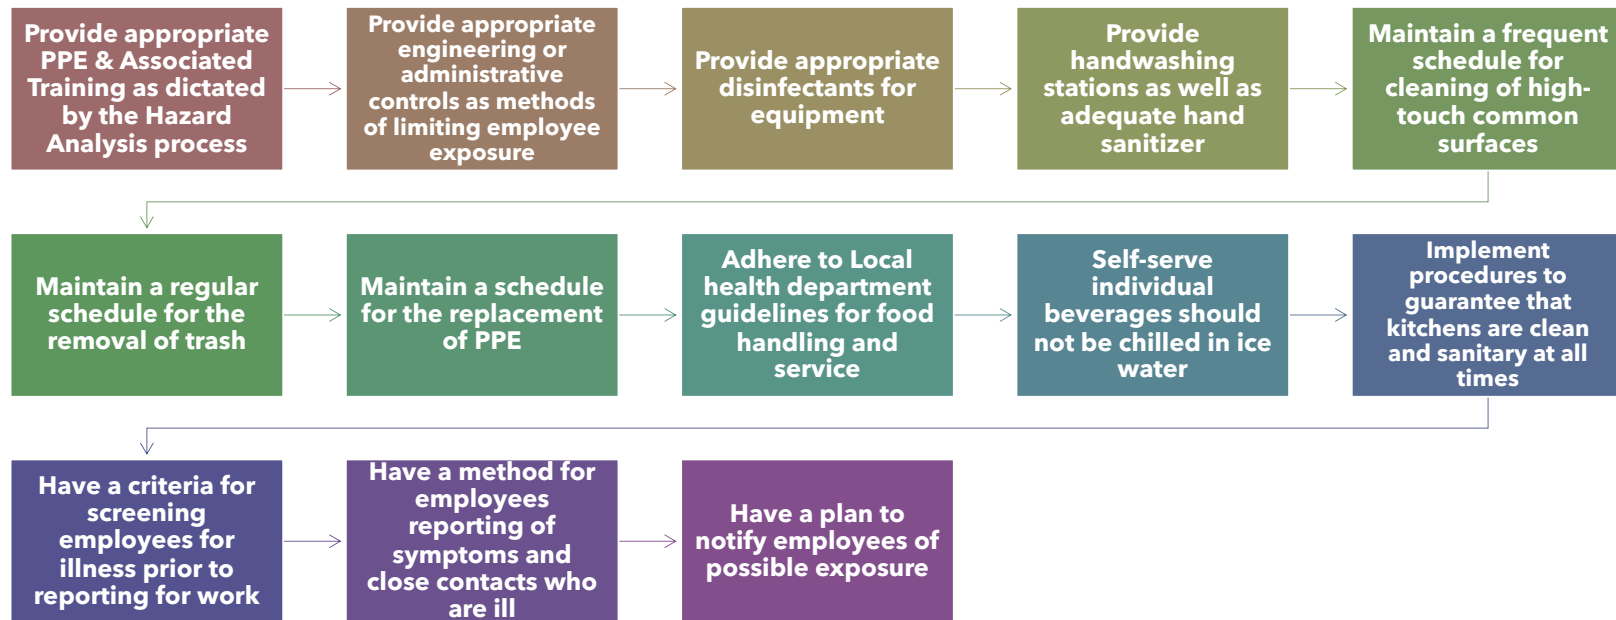 Provide appropriate
PPE & Associated
Training as dictated
by the Hazard
Analysis process
Provide appropriate
engineering or
administrative
controls as methods
of limiting employee
exposure
Provide appropriate
disinfectants for
equipment
Provide
handwashing
stations as well as
adequate hand
sanitizer
Maintain a frequent
schedule for
cleaning of high-
touch common
surfaces
Maintain a regular
schedule for the
removal of trash
Maintain a schedule
for the replacement
of PPE
Adhere to Local
health department
guidelines for food
handling and
service
Self-serve
individual
beverages should
not be chilled in ice
water
Implement
procedures to
guarantee that
kitchens are clean
and sanitary at all
times
Have a criteria for
screening
employees for
illness prior to
reporting for work
Have a method for
employees
reporting of
symptoms and
close contacts who
are ill
Have a plan to
notify employees of
possible exposure